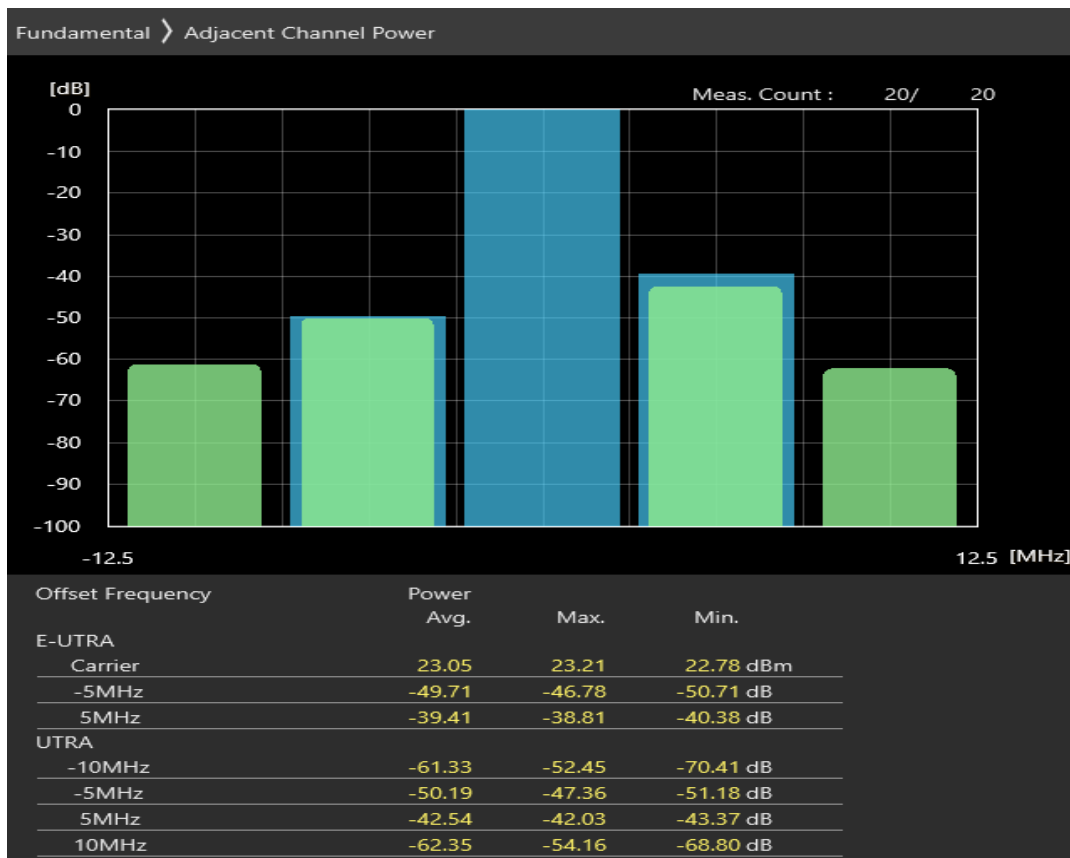 Fundamental ❯ Adjacent Channel Power
[dB]
Meas. Count : 20/ 20
0
-10
-20
-30
-40
-50
-60
-70
-80
-90
-100
-12.5 12.5 [MHz]
Offset Frequency Power
Avg. Max. Min.
E-UTRA
Carrier 23.05 23.21 22.78 dBm
-5MHz -49.71 -46.78 -50.71 dB
5MHz -39.41 -38.81 -40.38 dB
UTRA
-10MHz -61.33 -52.45 -70.41 dB
-5MHz -50.19 -47.36 -51.18 dB
5MHz -42.54 -42.03 -43.37 dB
10MHz -62.35 -54.16 -68.80 dB